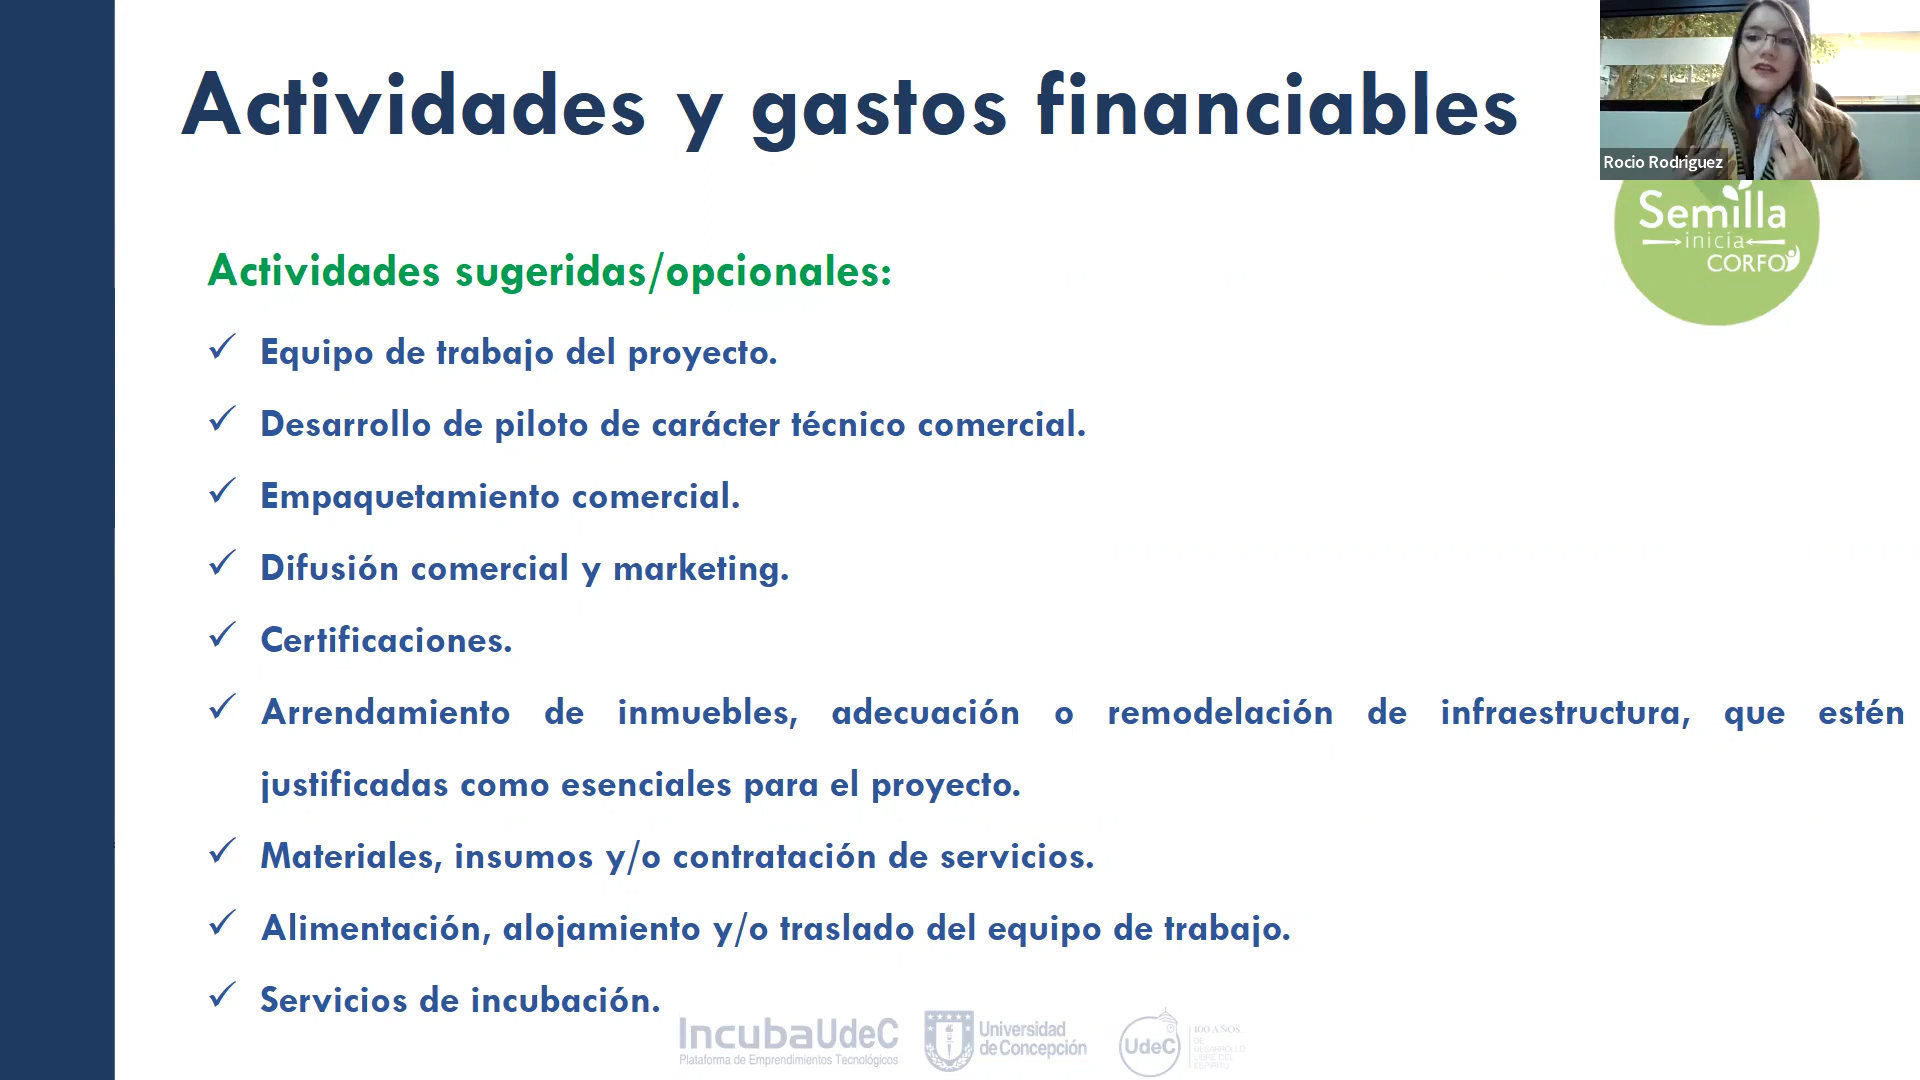 Actividades y gastos financiables
Rocio Rodriguez
Semilla
inicia
CORFO
Actividades sugeridas/opcionales:
✓ Equipo de trabajo del proyecto.
✓ Desarrollo de piloto de carácter técnico comercial.
✓ Empaquetamiento comercial.
✓ Difusión comercial y marketing.
✓ Certificaciones.
✓ Arrendamiento de inmuebles, adecuación o remodelación de infraestructura, que estén
justificadas como esenciales para el proyecto.
✓ Materiales, insumos y/o contratación de servicios.
✓ Alimentación, alojamiento y/o traslado del equipo de trabajo.
✓ Servicios de incubación.
IncubaUdeC
Plataforma de Emprendimientos Tecnológicos
Universidad
de Concepción
UdeC
100 AÑOS
DE
DESARROLLO
LIBRE DEL
ESPÍRITU